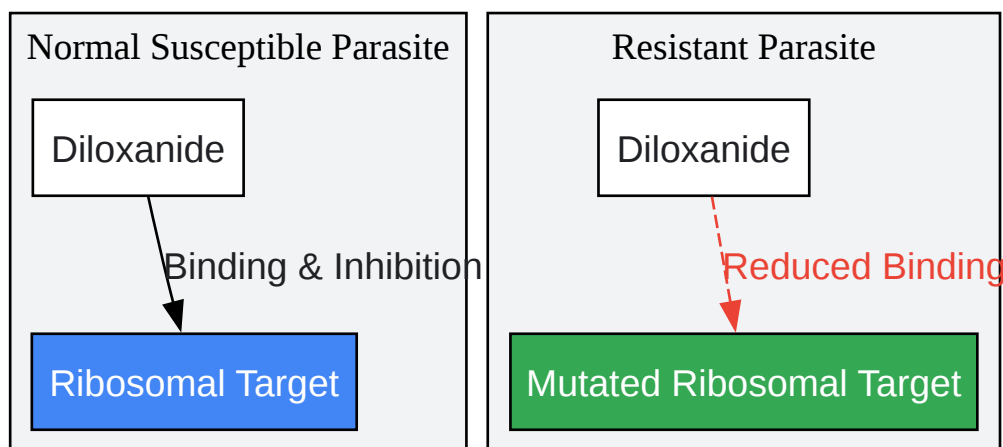 Normal Susceptible Parasite
Diloxanide
Binding & Inhibition
Ribosomal Target
Resistant Parasite
Diloxanide
Reduced Binding
Mutated Ribosomal Target